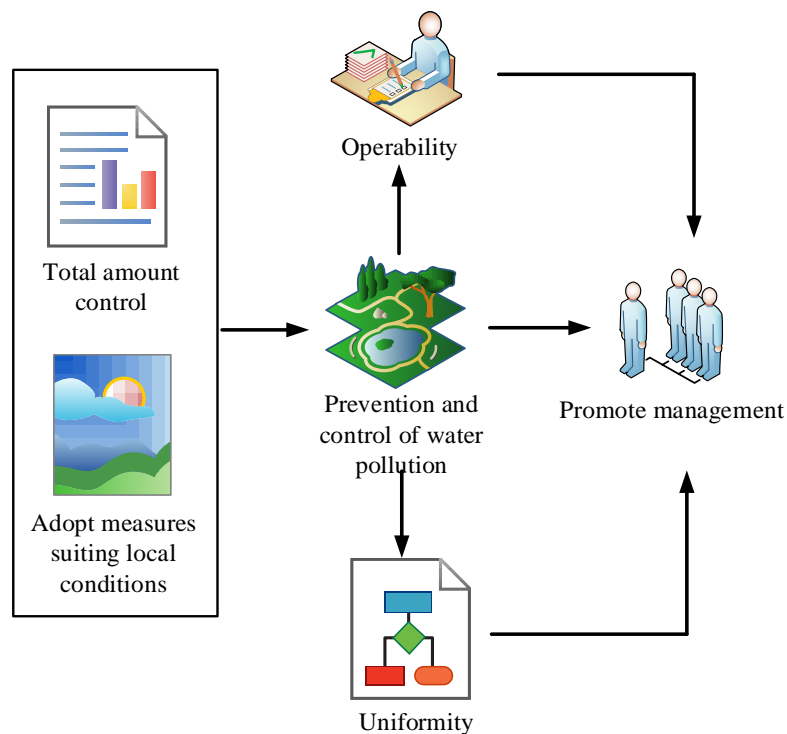 Operability
Total amount
control
Prevention and
control of water
pollution
Promote management
Adopt measures
suiting local
conditions
Uniformity